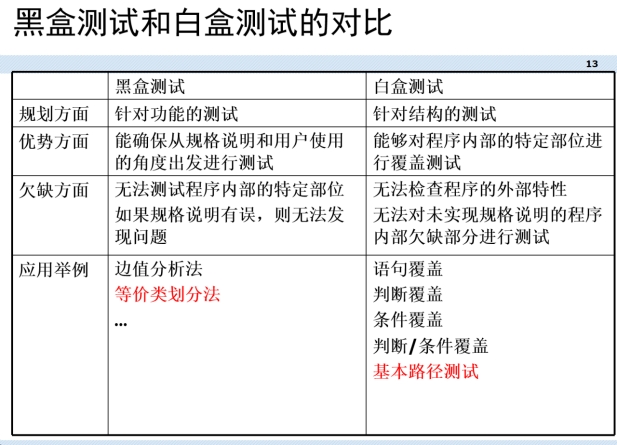 黑盒测试和白盒测试的对比
13
黑盒测试
白盒测试
规划方面
针对功能的测试
针对结构的测试
优势方面
能确保从规格说明和用户使用
的角度出发进行测试
能够对程序内部的特定部位进
行覆盖测试
欠缺方面
无法测试程序内部的特定部位
如果规格说明有误，则无法发
现问题
无法检查程序的外部特性
无法对未实现规格说明的程序
内部欠缺部分进行测试
应用举例
边值分析法
等价类划分法
…
语句覆盖
判断覆盖
条件覆盖
判断/条件覆盖
基本路径测试